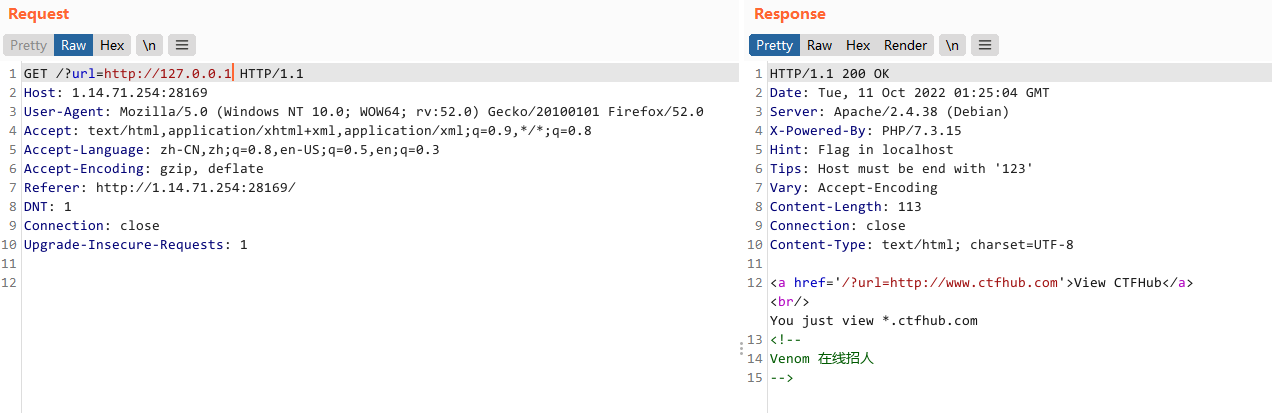 Request
Pretty Raw Hex \n
1 GET /?url=http://127.0.0.1 HTTP/1.1
2 Host: 1.14.71.254:28169
3 User-Agent: Mozilla/5.0 (Windows NT 10.0; WOW64; rv:52.0) Gecko/20100101 Firefox/52.0
4 Accept: text/html,application/xhtml+xml,application/xml;q=0.9,*/*;q=0.8
5 Accept-Language: zh-CN,zh;q=0.8,en-US;q=0.5,en;q=0.3
6 Accept-Encoding: gzip, deflate
7 Referer: http://1.14.71.254:28169/
8 DNT: 1
9 Connection: close
10 Upgrade-Insecure-Requests: 1
11
12
Response
Pretty Raw Hex Render \n
1 HTTP/1.1 200 OK
2 Date: Tue, 11 Oct 2022 01:25:04 GMT
3 Server: Apache/2.4.38 (Debian)
4 X-Powered-By: PHP/7.3.15
5 Hint: Flag in localhost
6 Tips: Host must be end with '123'
7 Vary: Accept-Encoding
8 Content-Length: 113
9 Connection: close
10 Content-Type: text/html; charset=UTF-8
11
12 <a href='/?url=http://www.ctfhub.com'>View CTFHub</a>
<br/>
You just view *.ctfhub.com
13 <!--
14 Venom 在线招人
15 -->